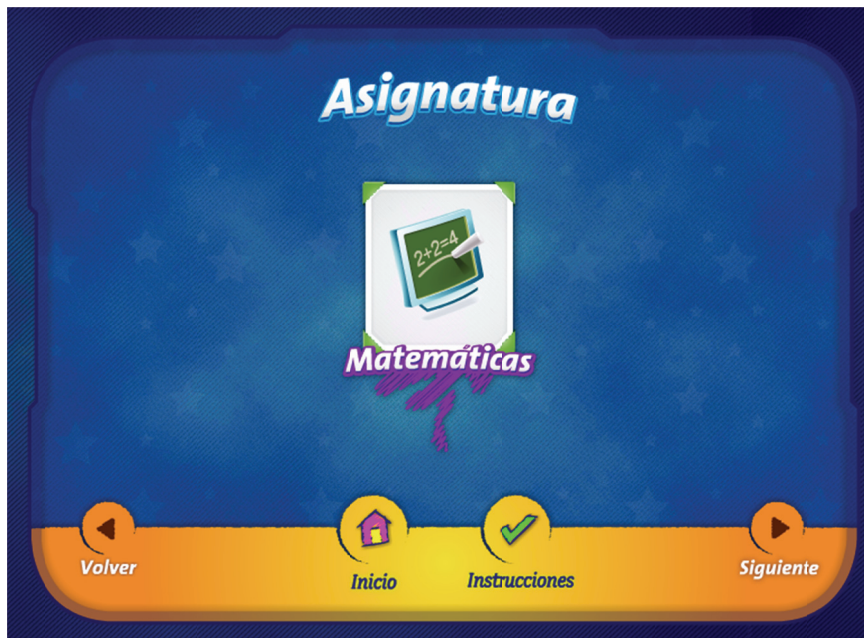 Asignatura
2+2=4
Matemáticas
Volver
Inicio
Instrucciones
Siguiente